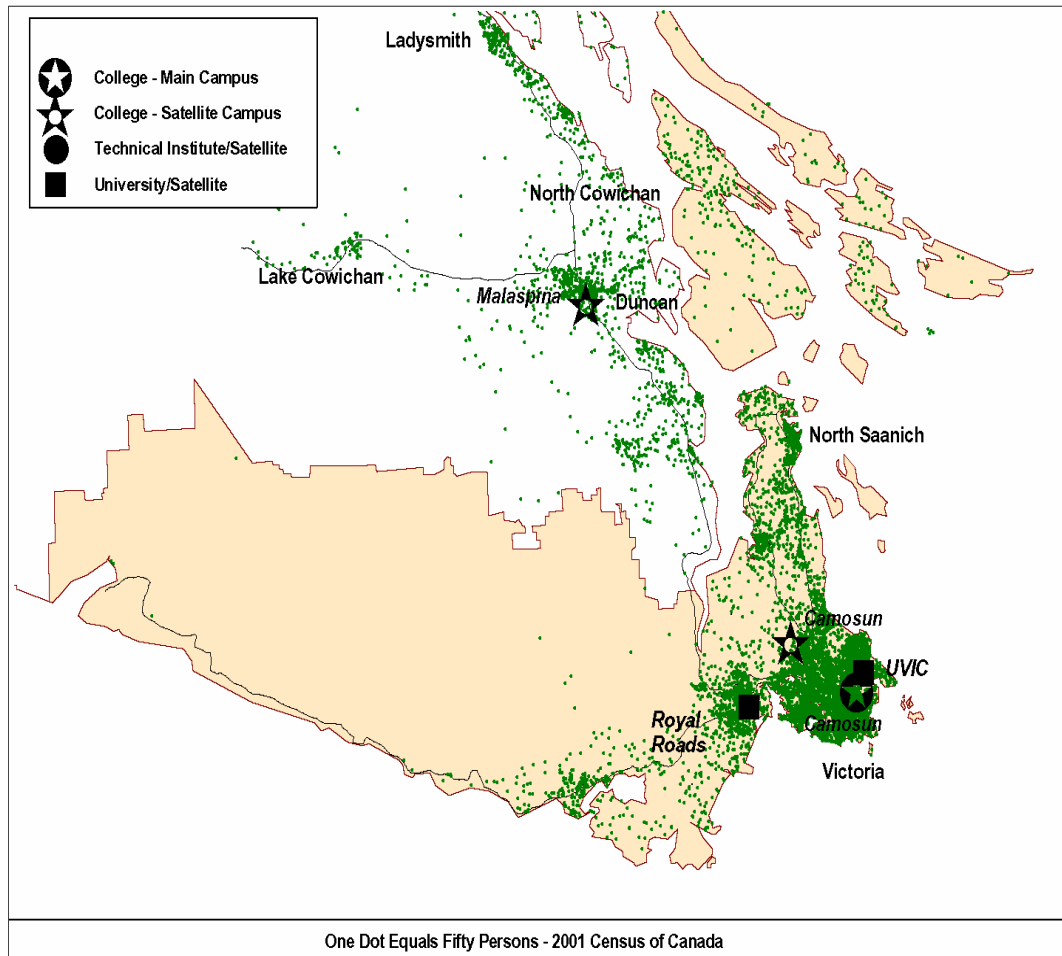 Ladysmith
College - Main Campus
College - Satellite Campus
Technical Institute/Satellite
University/Satellite
North Cowichan
Lake Cowichan
Malaspina
Duncan
North Saanich
Camosun
UVIC
Royal
Roads
Camosun
Victoria
One Dot Equals Fifty Persons - 2001 Census of Canada